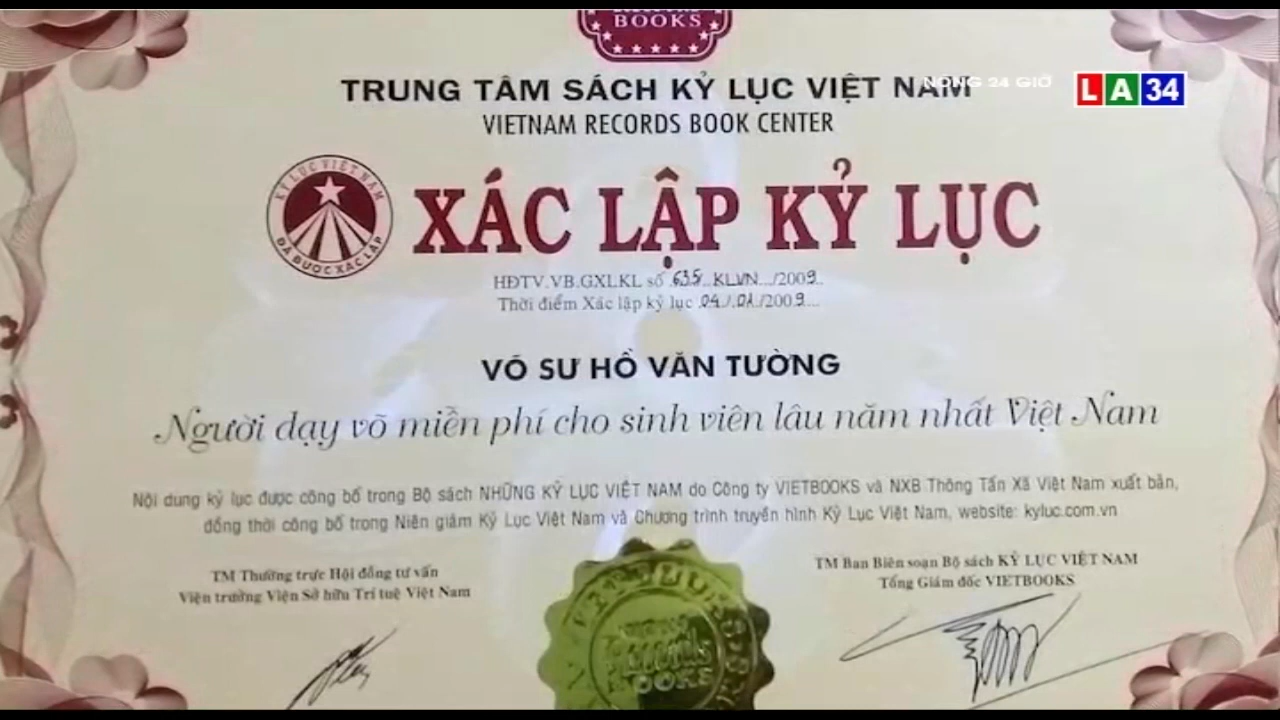 BOOKS
TRUNG TÂM SÁCH KỶ LỤC VIỆT NAM
NÓNG 24 GIỜ
LA34
VIETNAM RECORDS BOOK CENTER
KỶ LỤC VIỆT NAM
ĐÃ ĐƯỢC XÁC LẬP
XÁC LẬP KỶ LỤC
HĐTV.VB.GXLKL số 635..KLVN.../2009..
Thời điểm Xác lập kỷ lục .04./.01./2009...
VÕ SƯ HỒ VĂN TƯỜNG
Người dạy võ miễn phí cho sinh viên lâu năm nhất Việt Nam
Nội dung kỷ lục được công bố trong Bộ sách NHỮNG KỶ LỤC VIỆT NAM do Công ty VIETBOOKS và NXB Thông Tấn Xã Việt Nam xuất bản,
đồng thời công bố trong Niên giám Kỷ Lục Việt Nam và Chương trình truyền hình Kỷ Lục Việt Nam, website: kyluc.com.vn
TM Thường trực Hội đồng tư vấn
Viện trưởng Viện Sở hữu Trí tuệ Việt Nam
TM Ban Biên soạn Bộ sách KỶ LỤC VIỆT NAM
Tổng Giám đốc VIETBOOKS
VIETBOOKS
Records
BOOKS